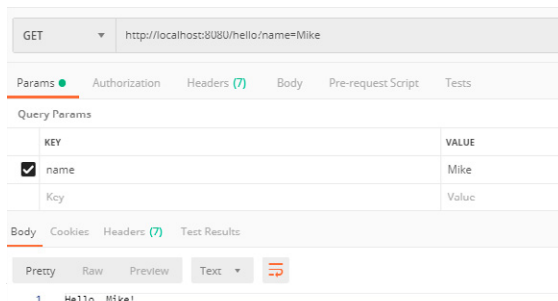 GET http://localhost:8080/hello?name=Mike
Params Authorization Headers (7) Body Pre-request Script Tests
Query Params
KEY VALUE
name Mike
Key Value
Body Cookies Headers (7) Test Results
Pretty Raw Preview Text
1 Hello, Mike!